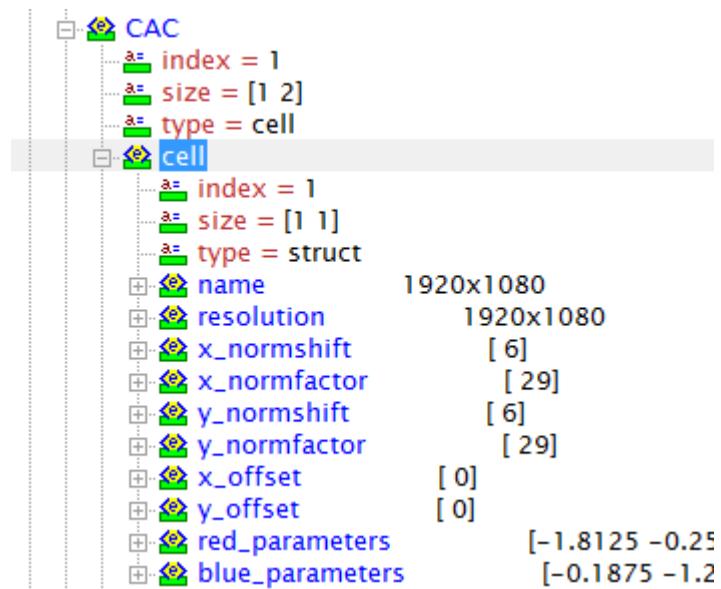 CAC
a= index = 1
a= size = [1 2]
a= type = cell
cell
a= index = 1
a= size = [1 1]
a= type = struct
name 1920x1080
resolution 1920x1080
x_normshift [ 6]
x_normfactor [ 29]
y_normshift [ 6]
y_normfactor [ 29]
x_offset [ 0]
y_offset [ 0]
red_parameters [-1.8125 -0.25
blue_parameters [-0.1875 -1.2